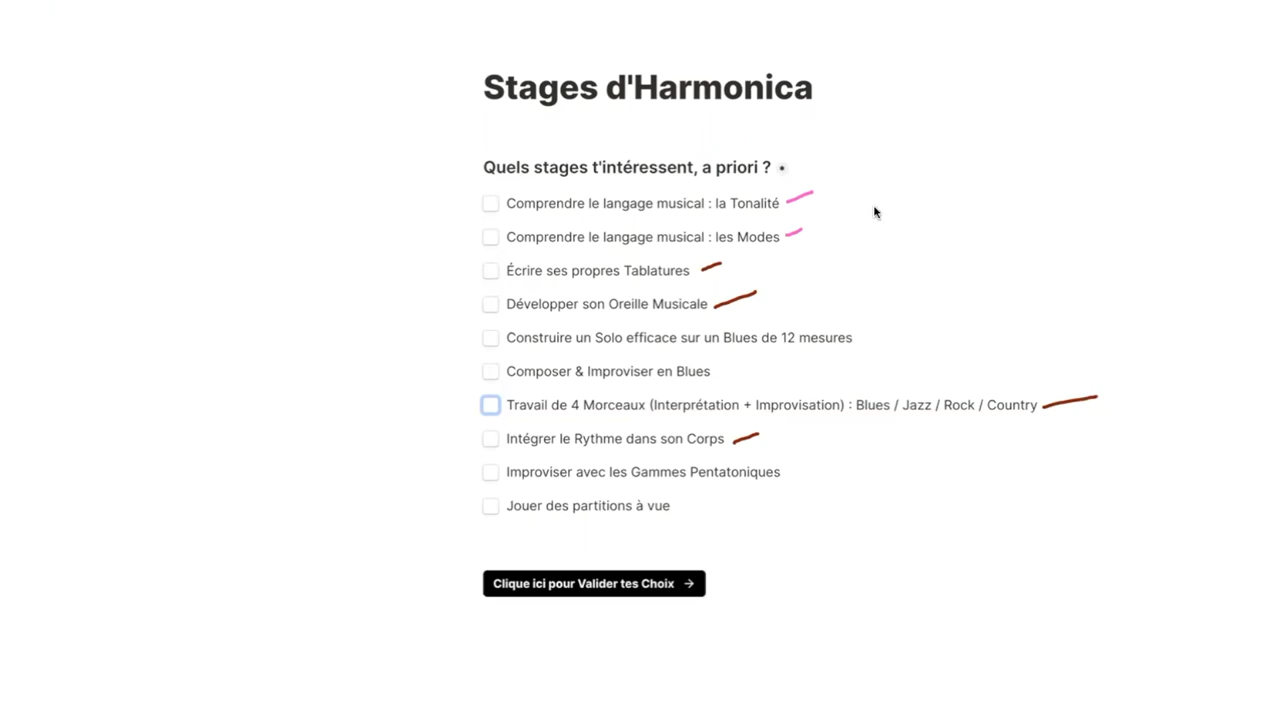 Stages d'Harmonica
Quels stages t'intéressent, a priori ?
Comprendre le langage musical : la Tonalité
Comprendre le langage musical : les Modes
Écrire ses propres Tablatures
Développer son Oreille Musicale
Construire un Solo efficace sur un Blues de 12 mesures
Composer & Improviser en Blues
Travail de 4 Morceaux (Interprétation + Improvisation) : Blues / Jazz / Rock / Country
Intégrer le Rythme dans son Corps
Improviser avec les Gammes Pentatoniques
Jouer des partitions à vue
Clique ici pour Valider tes Choix →